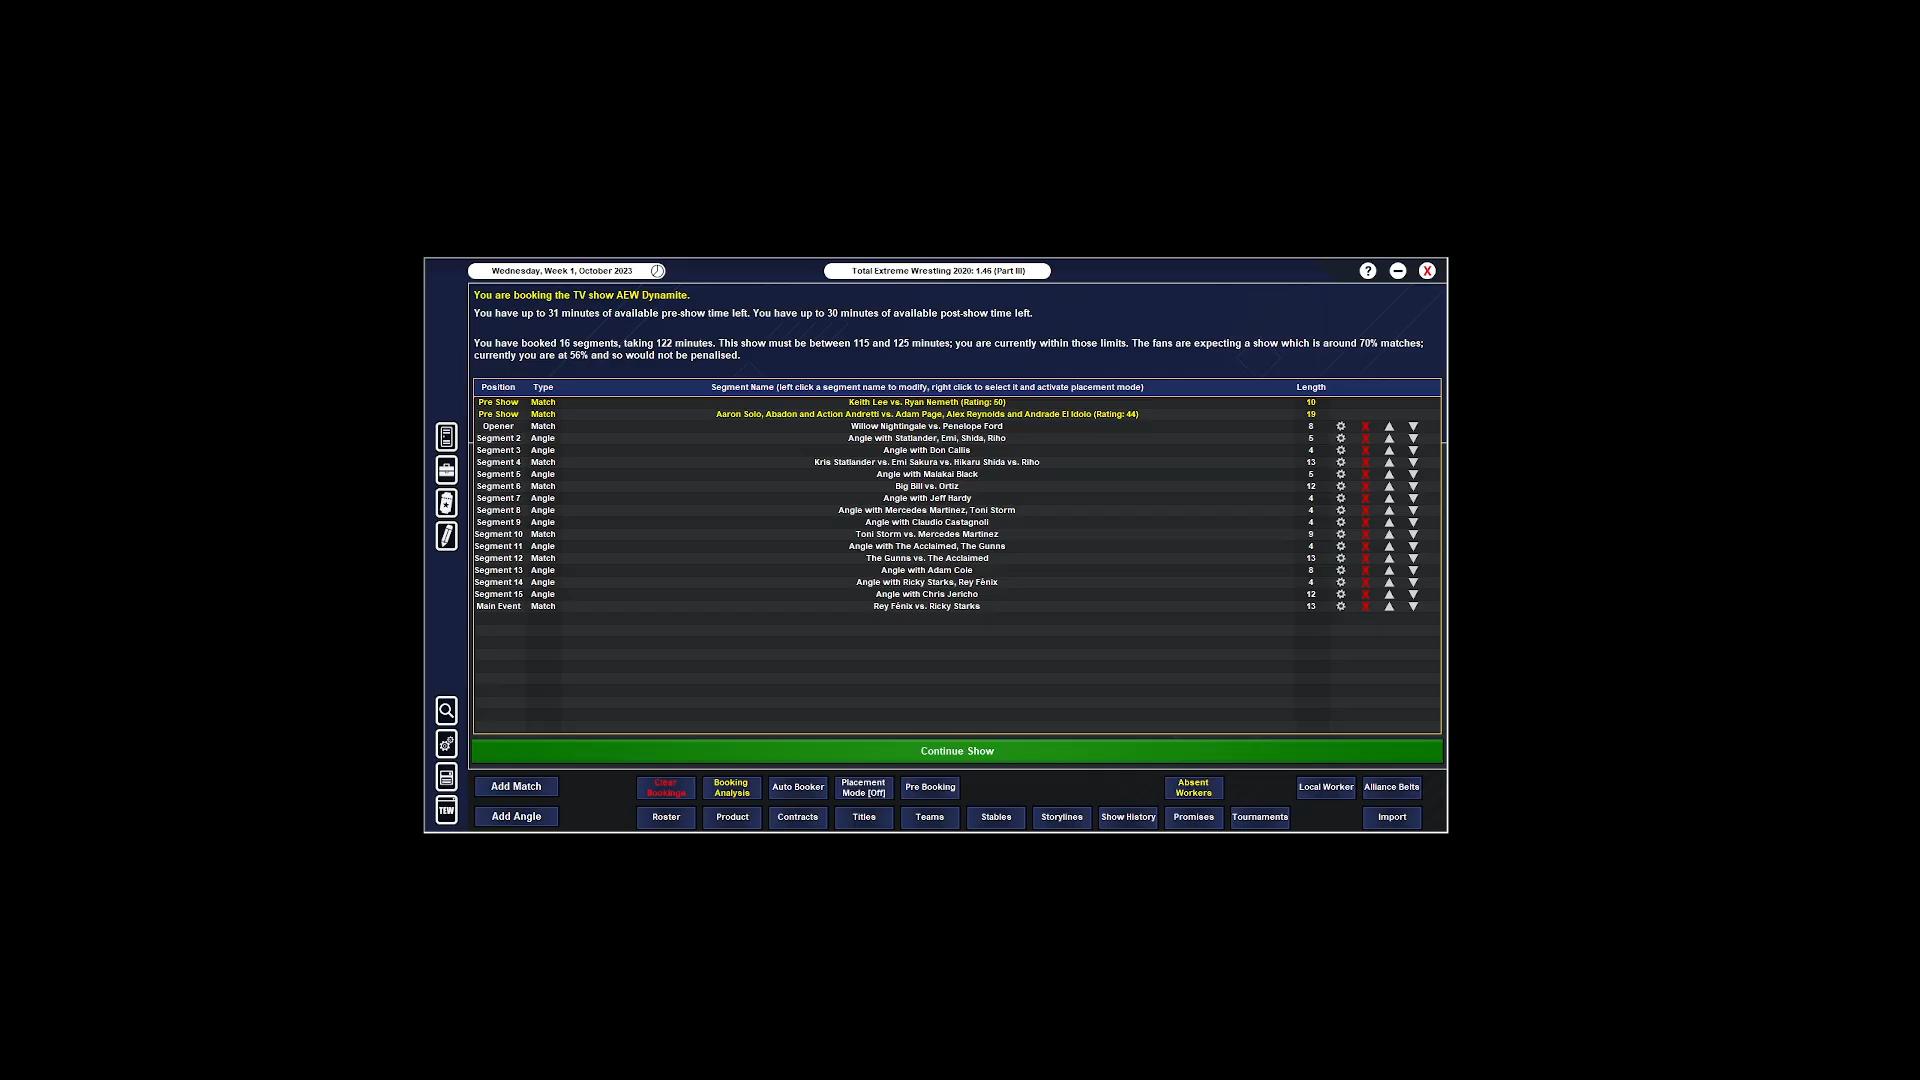 Wednesday, Week 1, October 2023
Total Extreme Wrestling 2020: 1.46 (Part III)
?
X
You are booking the TV show AEW Dynamite.
You have up to 31 minutes of available pre-show time left. You have up to 30 minutes of available post-show time left.
You have booked 16 segments, taking 122 minutes. This show must be between 115 and 125 minutes; you are currently within those limits. The fans are expecting a show which is around 70% matches;
currently you are at 56% and so would not be penalised.
Position Type Segment Name (left click a segment name to modify, right click to select it and activate placement mode) Length
Pre Show Match Keith Lee vs. Ryan Nemeth (Rating: 50) 10
Pre Show Match Aaron Solo, Abadon and Action Andretti vs. Adam Page, Alex Reynolds and Andrade El Idolo (Rating: 44) 19
Opener Match Willow Nightingale vs. Penelope Ford 8 X
Segment 2 Angle Angle with Statlander, Emi, Shida, Riho 5 X
Segment 3 Angle Angle with Don Callis 4 X
Segment 4 Match Kris Statlander vs. Emi Sakura vs. Hikaru Shida vs. Riho 13 X
Segment 5 Angle Angle with Malakai Black 5 X
Segment 6 Match Big Bill vs. Ortiz 12 X
Segment 7 Angle Angle with Jeff Hardy 4 X
Segment 8 Angle Angle with Mercedes Martinez, Toni Storm 4 X
Segment 9 Angle Angle with Claudio Castagnoli 4 X
Segment 10 Match Toni Storm vs. Mercedes Martinez 9 X
Segment 11 Angle Angle with The Acclaimed, The Gunns 4 X
Segment 12 Match The Gunns vs. The Acclaimed 13 X
Segment 13 Angle Angle with Adam Cole 8 X
Segment 14 Angle Angle with Ricky Starks, Rey Fénix 4 X
Segment 15 Angle Angle with Chris Jericho 12 X
Main Event Match Rey Fénix vs. Ricky Starks 13 X
Continue Show
Add Match
Clear
Bookings
Booking
Analysis
Auto Booker
Placement
Mode [Off]
Pre Booking
Absent
Workers
Local Worker
Alliance Belts
TEW
Add Angle
Roster
Product
Contracts
Titles
Teams
Stables
Storylines
Show History
Promises
Tournaments
Import